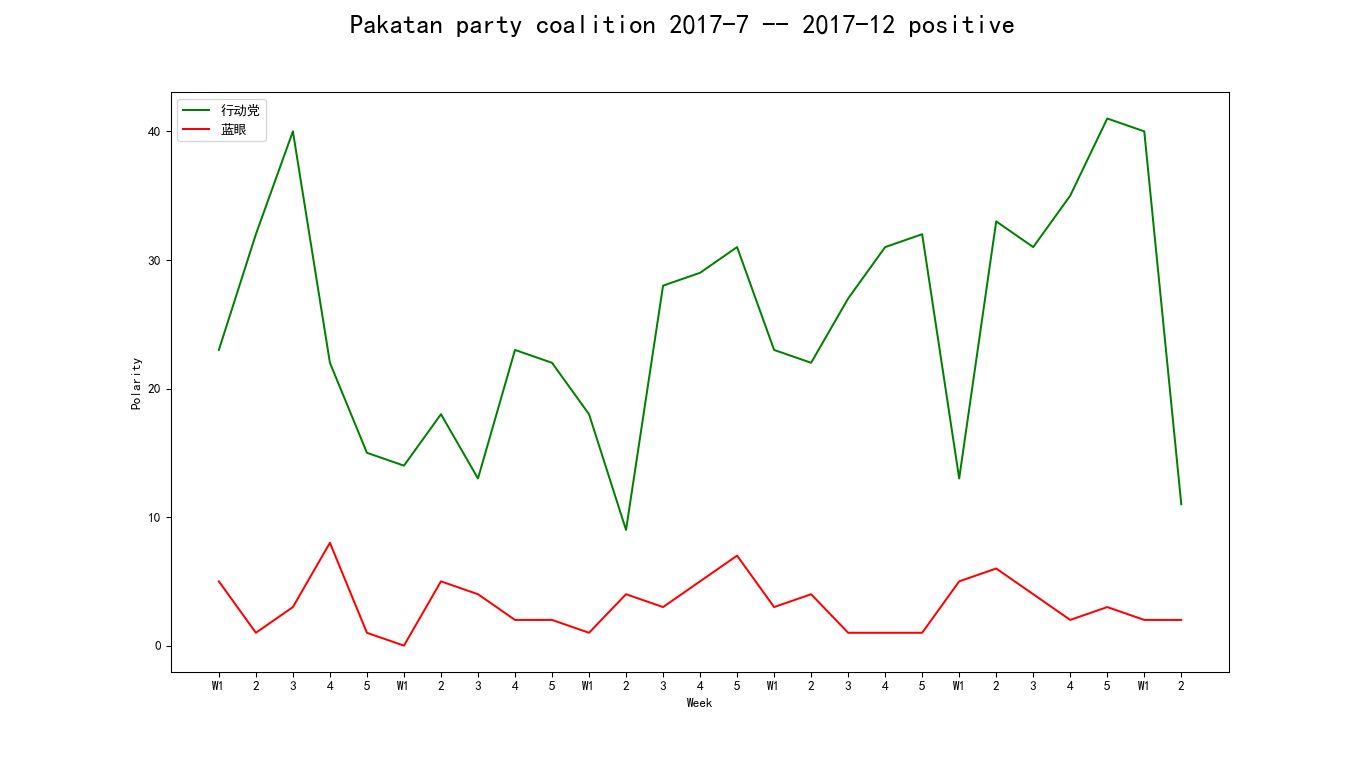 Pakatan party coalition 2017-7 -- 2017-12 positive
行动党
蓝眼
40
30
20
10
0
Polarity
W1 2 3 4 5 W1 2 3 4 5 W1 2 3 4 5 W1 2 3 4 5 W1 2 3 4 5 W1 2
Week